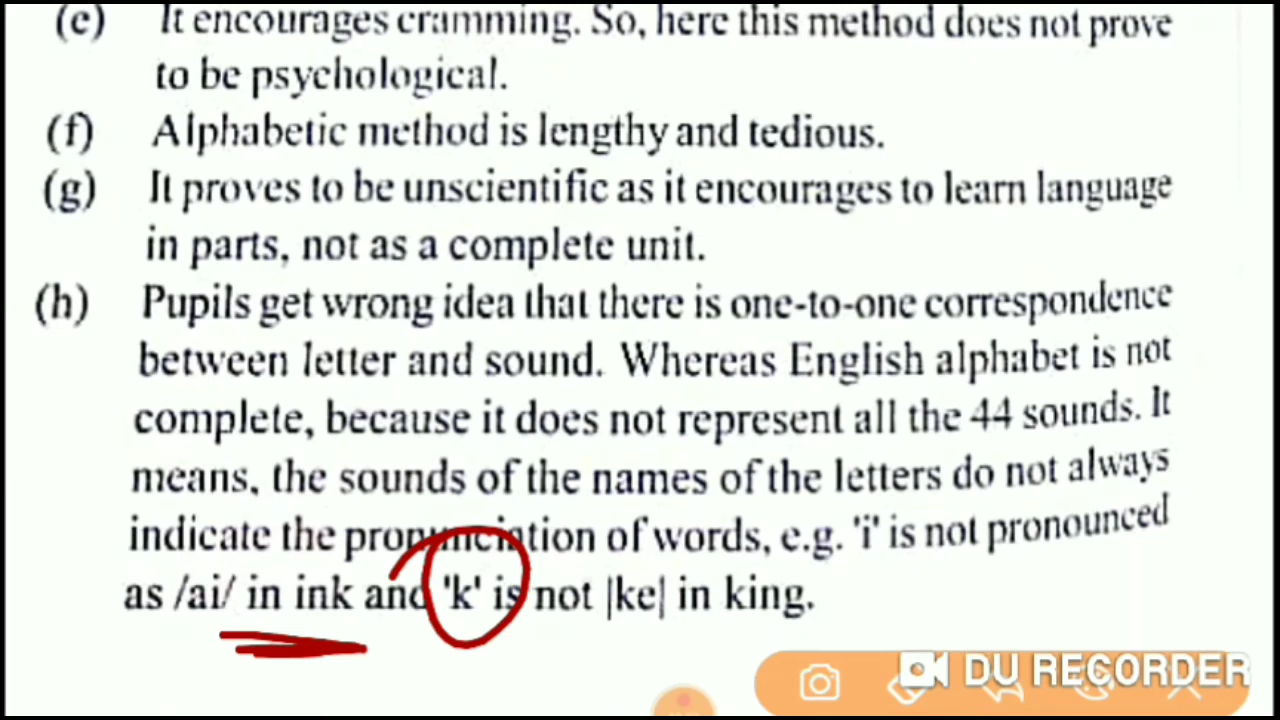 (e) It encourages cramming. So, here this method does not prove
to be psychological.
(f) Alphabetic method is lengthy and tedious.
(g) It proves to be unscientific as it encourages to learn language
in parts, not as a complete unit.
(h) Pupils get wrong idea that there is one-to-one correspondence
between letter and sound. Whereas English alphabet is not
complete, because it does not represent all the 44 sounds. It
means, the sounds of the names of the letters do not always
indicate the pronunciation of words, e.g. 'i' is not pronounced
as /ai/ in ink and 'k' is not |ke| in king.
DU RECORDER